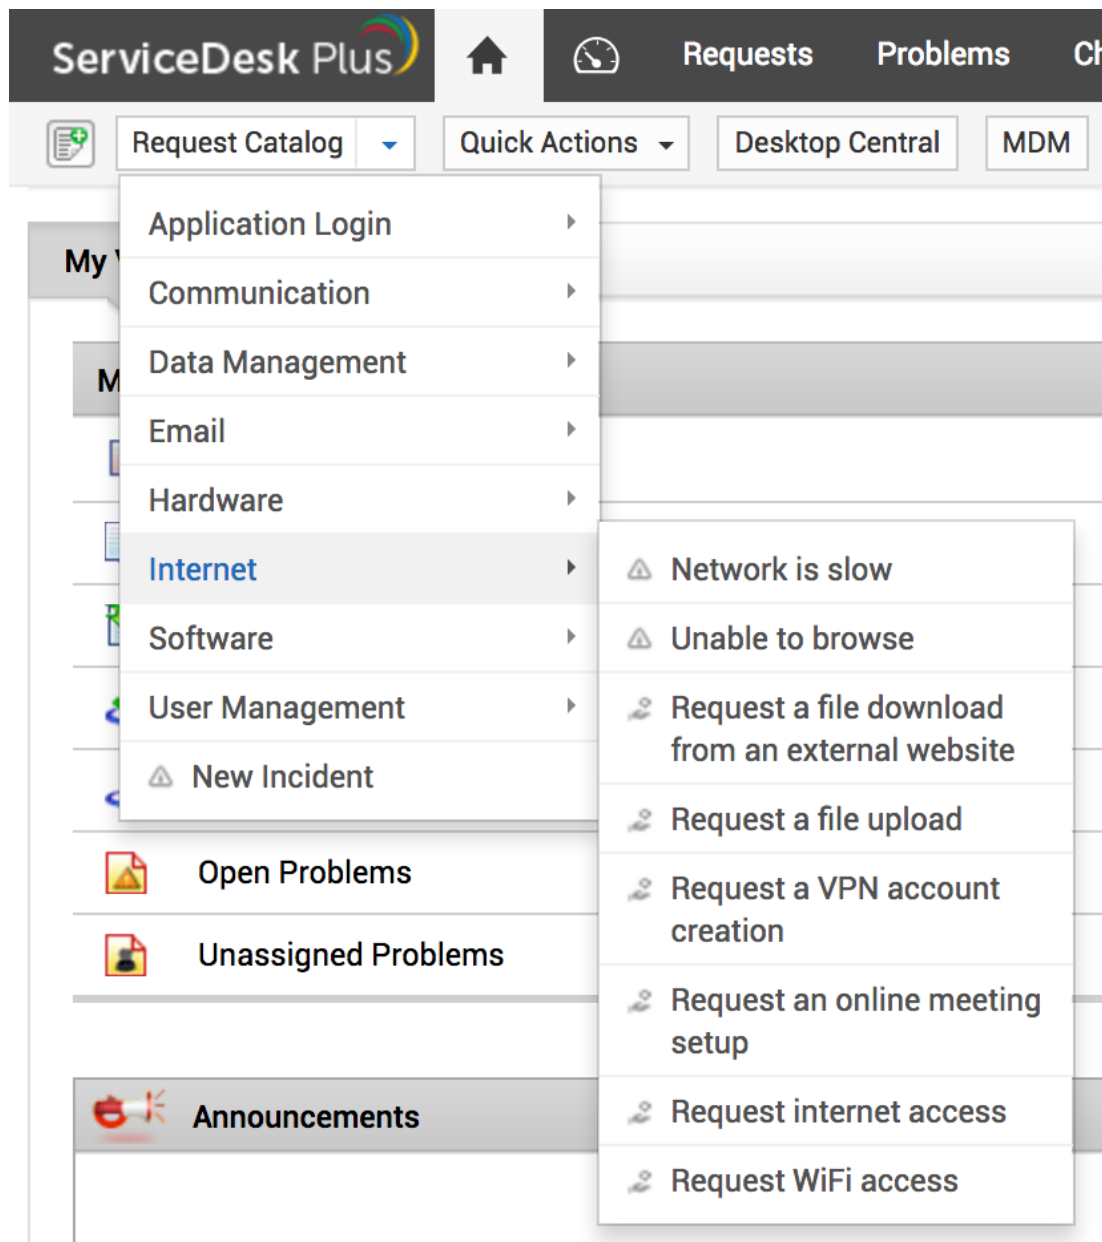 ServiceDesk Plus
Requests
Problems
Request Catalog
Quick Actions
Desktop Central
MDM
My
Application Login
Communication
Data Management
Email
Hardware
Internet
Software
User Management
New Incident
Network is slow
Unable to browse
Request a file download
from an external website
Request a file upload
Request a VPN account
creation
Request an online meeting
setup
Request internet access
Request WiFi access
Open Problems
Unassigned Problems
Announcements